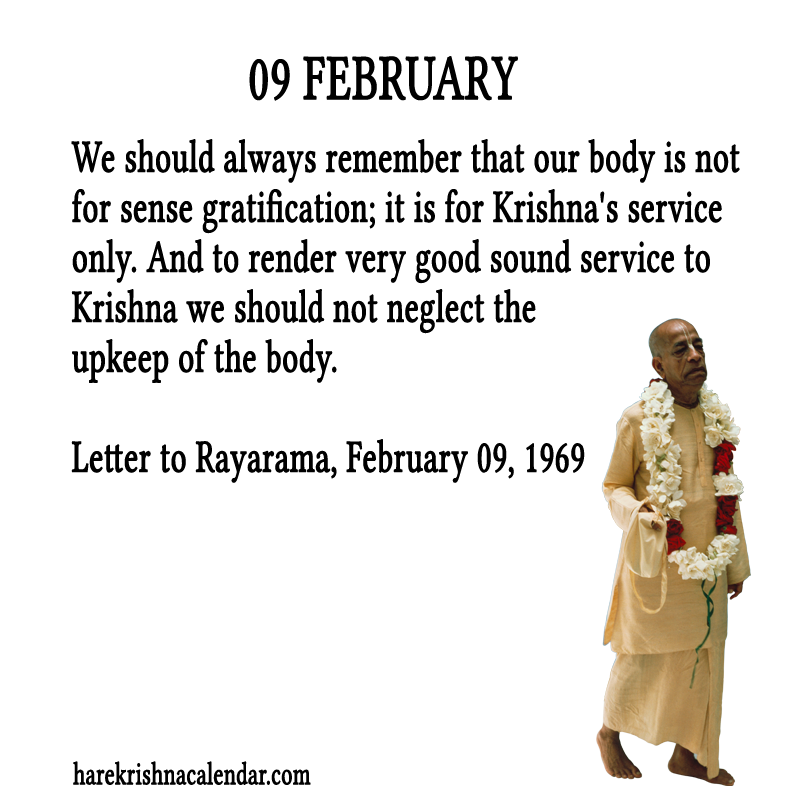 09 FEBRUARY
We should always remember that our body is not
for sense gratification; it is for Krishna's service
only. And to render very good sound service to
Krishna we should not neglect the
upkeep of the body.
Letter to Rayarama, February 09, 1969
harekrishnacalendar.com